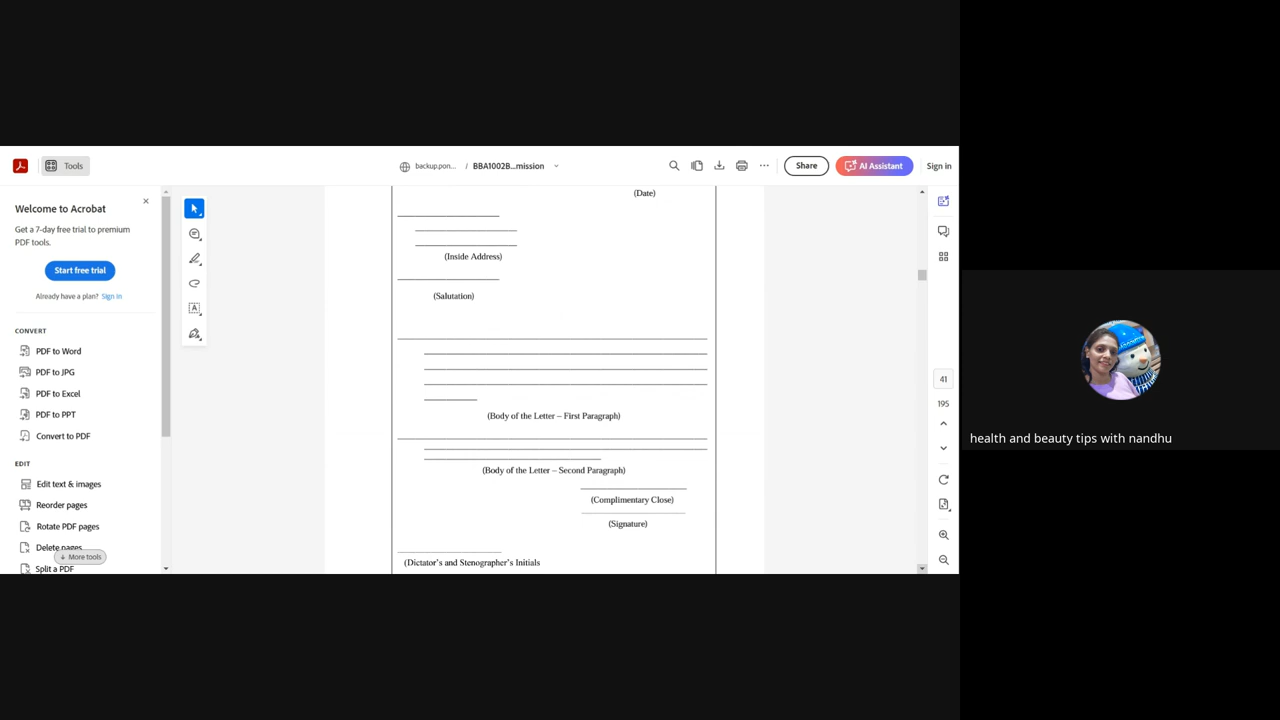 Tools
backup.pon... / BBA1002B...mission
Share
AI Assistant
Sign in
Welcome to Acrobat
Get a 7-day free trial to premium
PDF tools.
Start free trial
Already have a plan? Sign in
CONVERT
PDF to Word
PDF to JPG
PDF to Excel
PDF to PPT
Convert to PDF
EDIT
Edit text & images
Reorder pages
Rotate PDF pages
Delete pages
More tools
Split a PDF
(Date)
(Inside Address)
(Salutation)
(Body of the Letter – First Paragraph)
(Body of the Letter – Second Paragraph)
(Complimentary Close)
(Signature)
(Dictator's and Stenographer's Initials
41
195
health and beauty tips with nandhu